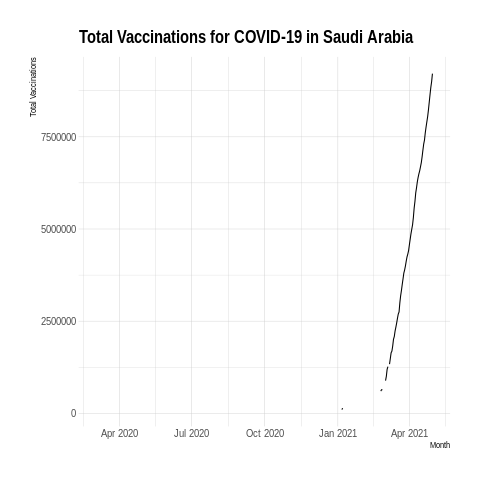 Total Vaccinations for COVID-19 in Saudi Arabia
Total Vaccinations
7500000
5000000
2500000
0
Apr 2020 Jul 2020 Oct 2020 Jan 2021 Apr 2021
Month